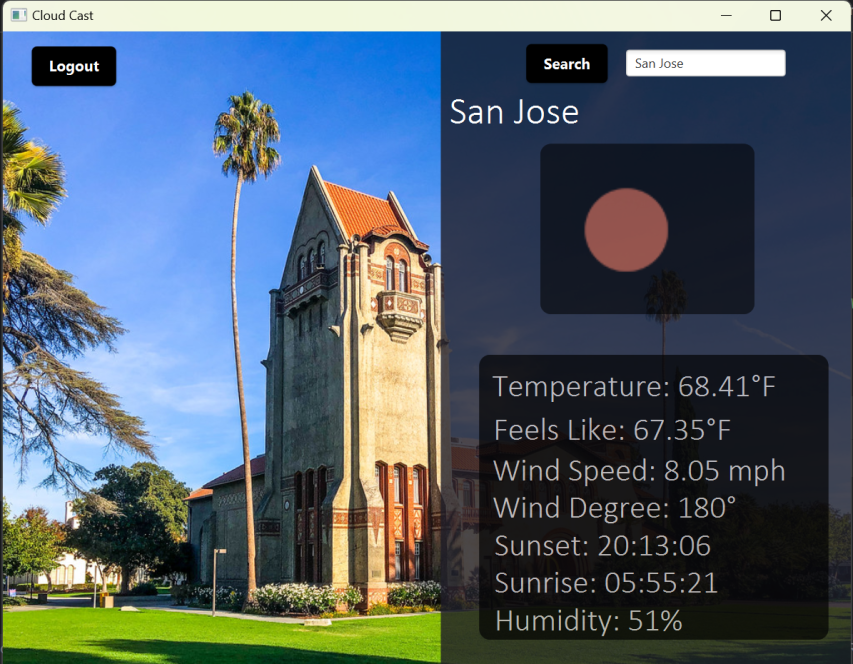 Cloud Cast
Logout
Search
San Jose
San Jose
Temperature: 68.41°F
Feels Like: 67.35°F
Wind Speed: 8.05 mph
Wind Degree: 180°
Sunset: 20:13:06
Sunrise: 05:55:21
Humidity: 51%